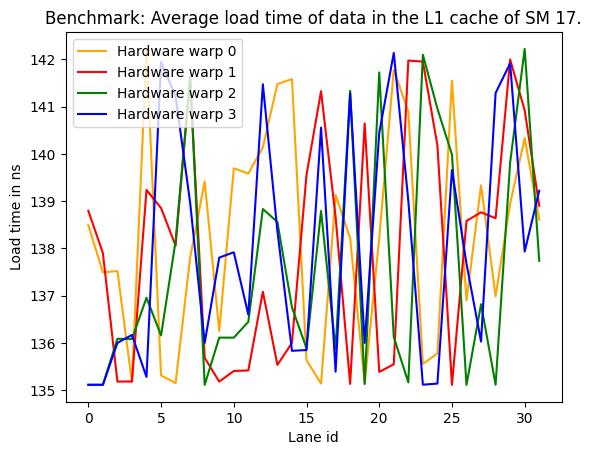 Benchmark: Average load time of data in the L1 cache of SM 17.
Hardware warp 0
Hardware warp 1
Hardware warp 2
Hardware warp 3
142
141
140
139
138
137
136
135
Load time in ns
0 5 10 15 20 25 30
Lane id